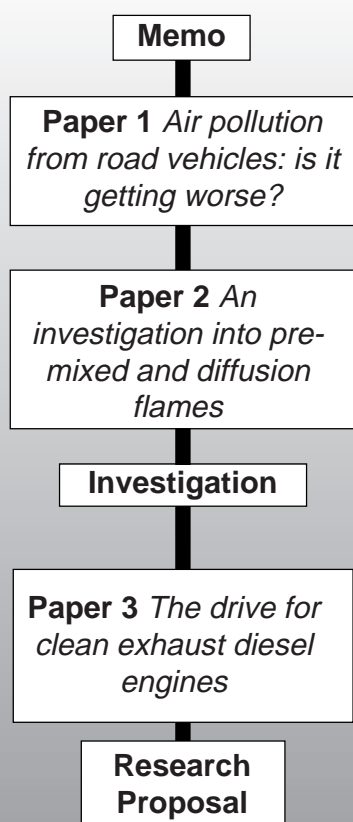 Memo
Paper 1 Air pollution
from road vehicles: is it
getting worse?
Paper 2 An
investigation into pre-
mixed and diffusion
flames
Investigation
Paper 3 The drive for
clean exhaust diesel
engines
Research
Proposal